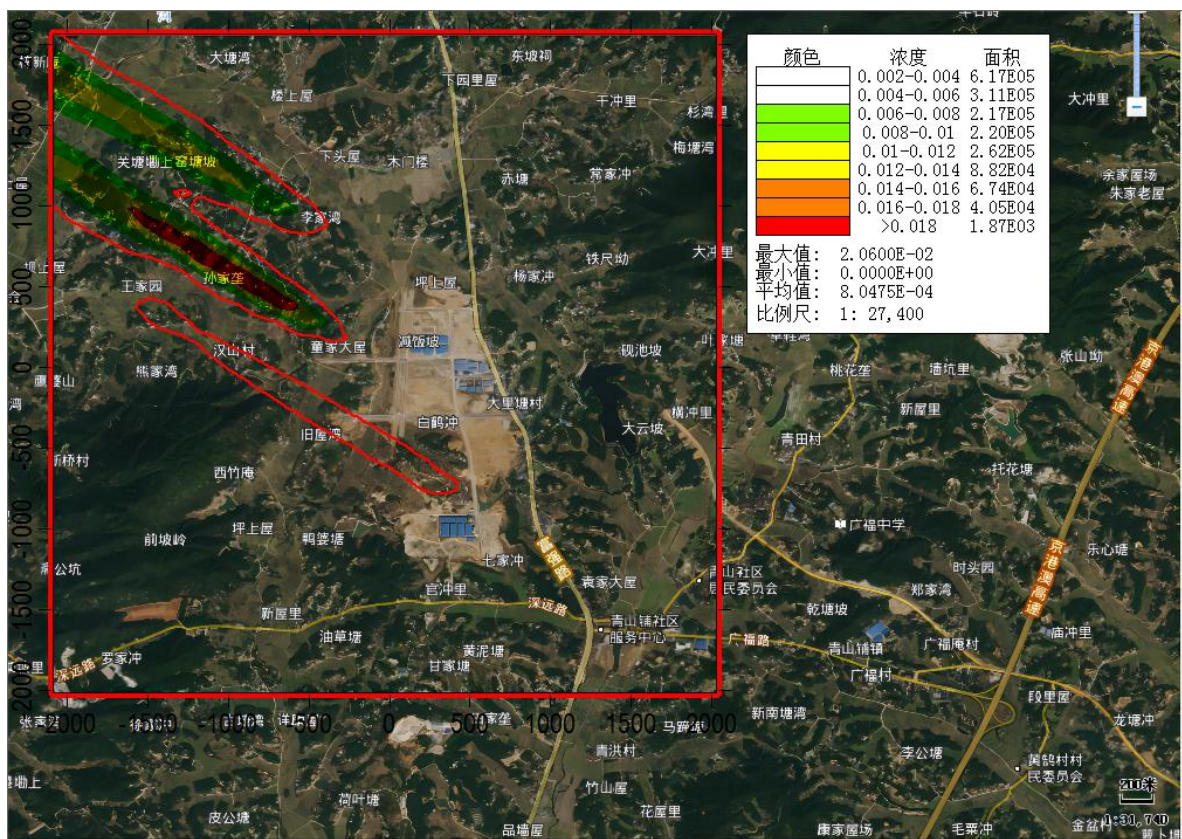 东坡祠
大塘湾
下园里屋
楼上屋
干冲里
杉湾里
大冲里
梅塘湾
下头屋
木门楼
常家冲
赤塘
余家屋场
朱家老屋
李家湾
大冲里
铁尺坳
杨家冲
坪上屋
孙家垄
王家园
砚池坡
汉山村
童家大屋
减饭坡
熊家湾
桃花垄
墙坑里
张山坳
大里塘村
白鹤冲
横冲里
大云坡
新屋里
旧屋湾
青田村
西竹庵
托花塘
广福中学
坪上屋
鸭婆塘
前坡岭
七家冲
乐心塘
时头园
袁家大屋
青山社区
居民委员会
官冲里
郑家湾
新屋里
深远路
乾塘坡
油草塘
青山铺社区
服务中心
广福路
青山铺镇
广福庵村
庙冲里
黄泥塘
甘家塘
广福村
罗家冲
深远路
段里屋
新南塘湾
龙塘冲
马蹄
青洪村
李公塘
村民委员会
竹山屋
荷叶塘
花屋里
皮公塘
品墙屋
康家屋场
毛粟冲
京港澳高速
京港澳高速
颜色 浓度 面积
0.002-0.004 6.17E05
0.004-0.006 3.11E05
0.006-0.008 2.17E05
0.008-0.01 2.20E05
0.01-0.012 2.62E05
0.012-0.014 8.82E04
0.014-0.016 6.74E04
0.016-0.018 4.05E04
>0.018 1.87E03
最大值: 2.0600E-02
最小值: 0.0000E+00
平均值: 8.0475E-04
比例尺: 1: 27,400
2000
1500
1000
500
0
-500
-1000
-1500
-2000
-2000 -1500 -1000 -500 0 500 1000 1500 2000
200米
1:31,740